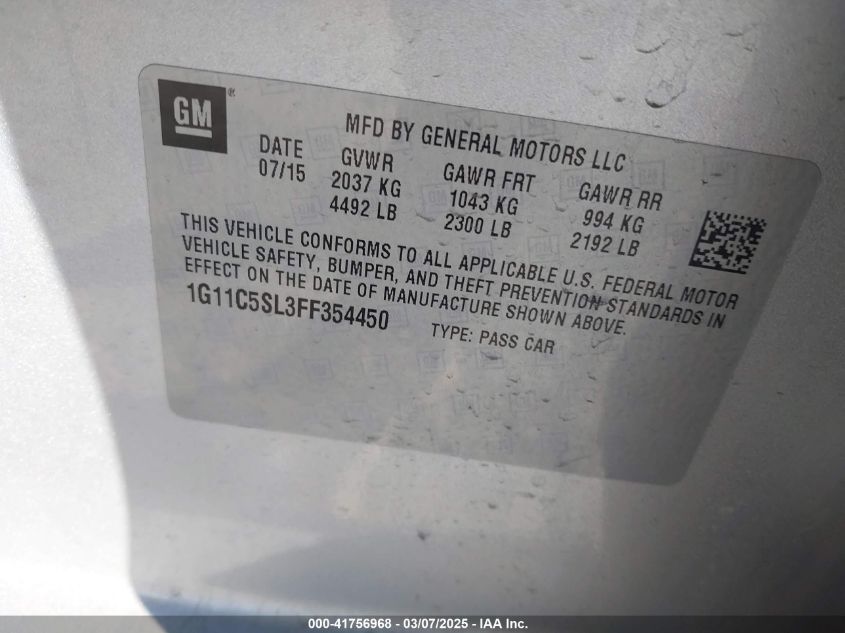 GM®
MFD BY GENERAL MOTORS LLC
DATE GVWR GAWR FRT GAWR RR
07/15 2037 KG 1043 KG 994 KG
4492 LB 2300 LB 2192 LB
THIS VEHICLE CONFORMS TO ALL APPLICABLE U.S. FEDERAL MOTOR
VEHICLE SAFETY, BUMPER, AND THEFT PREVENTION STANDARDS IN
EFFECT ON THE DATE OF MANUFACTURE SHOWN ABOVE.
1G11C5SL3FF354450 TYPE: PASS CAR
000-41756968 - 03/07/2025 - IAA Inc.